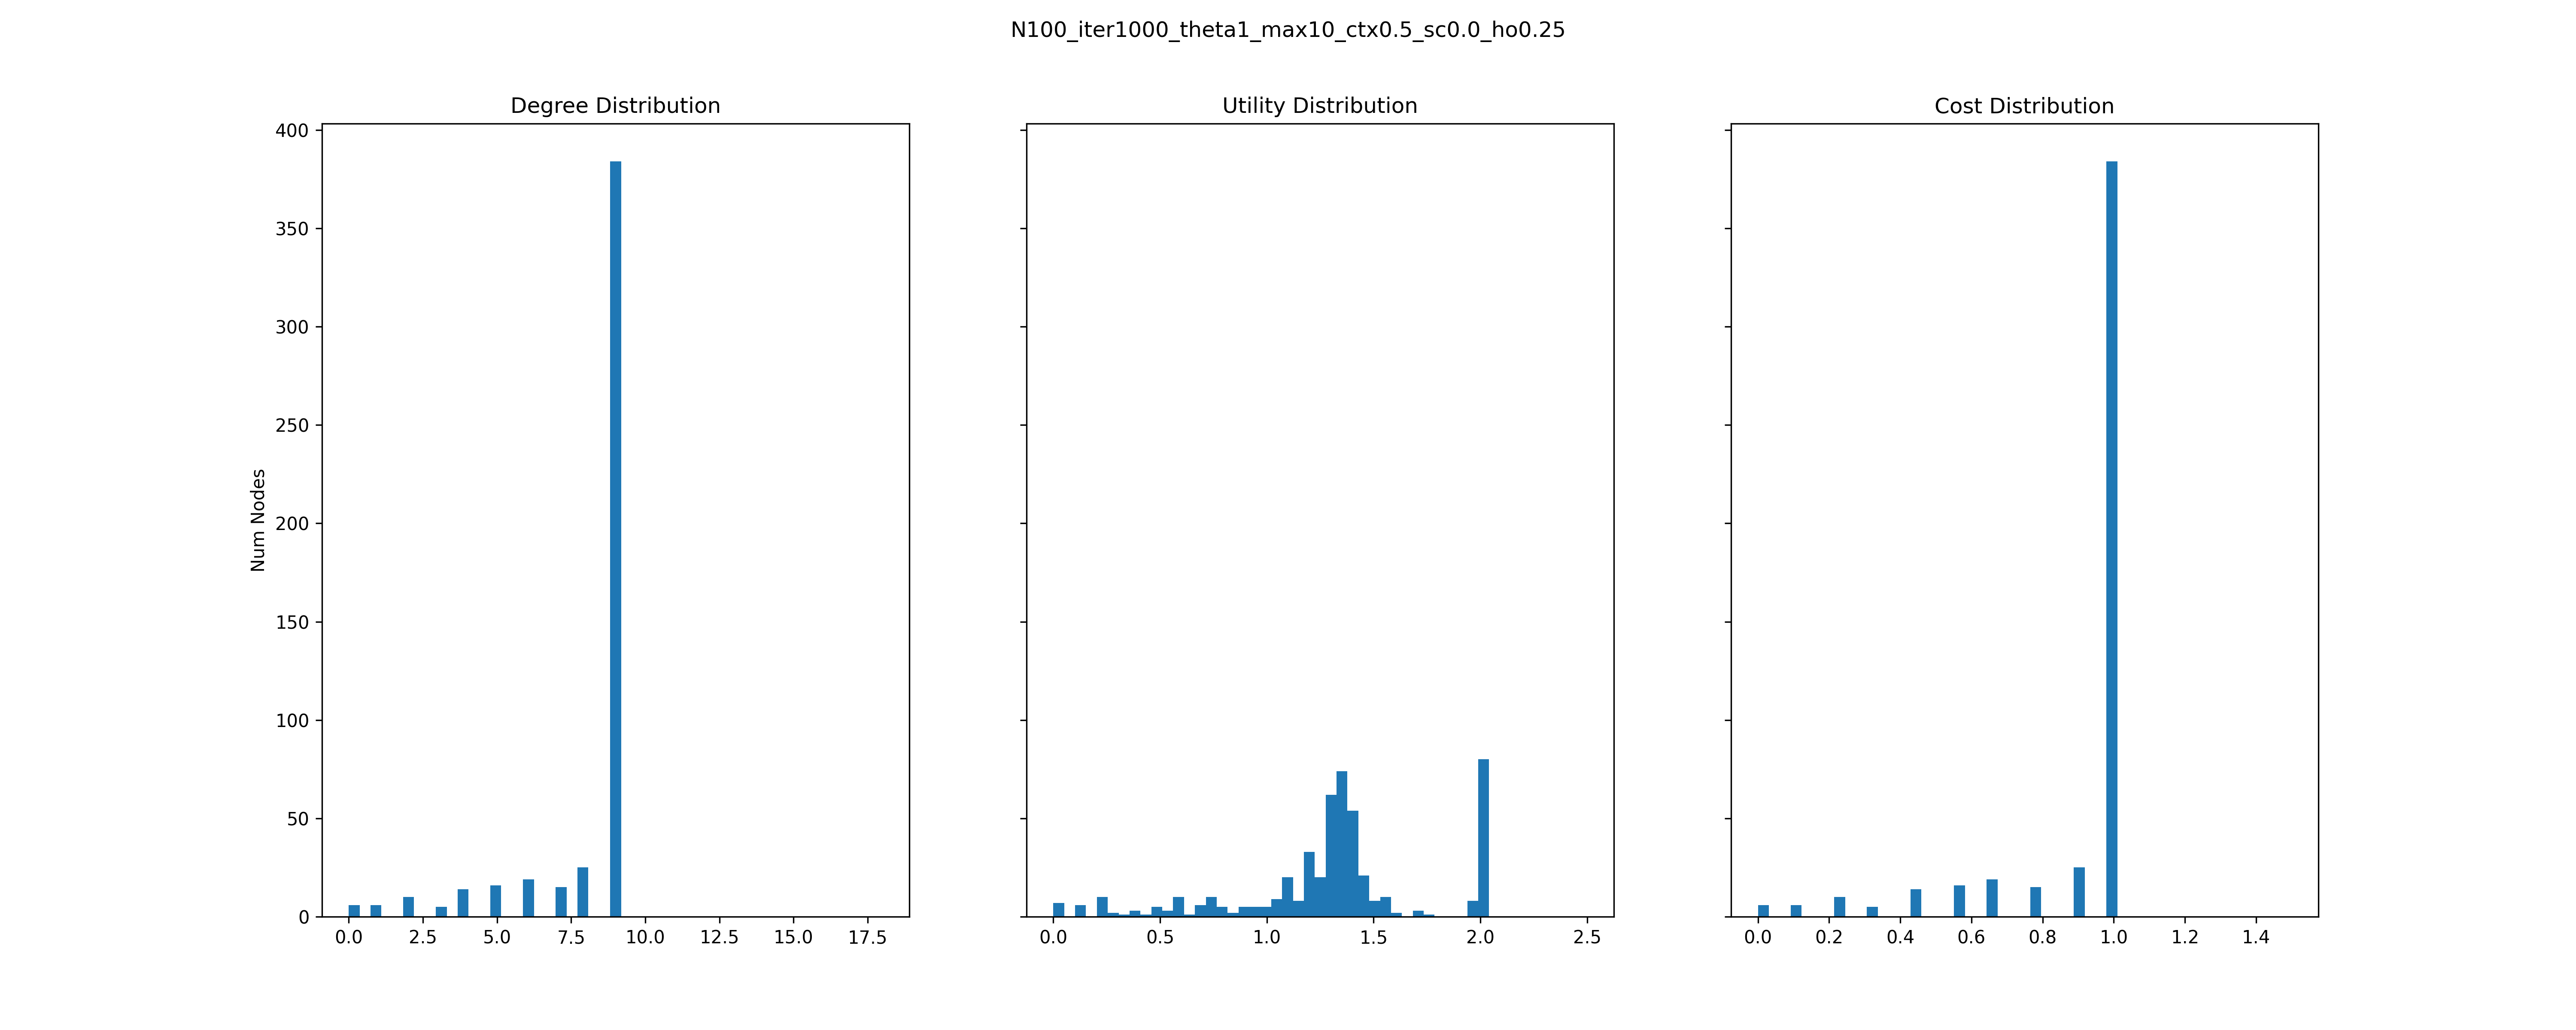 N100_iter1000_theta1_max10_ctx0.5_sc0.0_ho0.25
Degree Distribution
Utility Distribution
Cost Distribution
Num Nodes
400
350
300
250
200
150
100
50
0
0.0 2.5 5.0 7.5 10.0 12.5 15.0 17.5
0.0 0.5 1.0 1.5 2.0 2.5
0.0 0.2 0.4 0.6 0.8 1.0 1.2 1.4